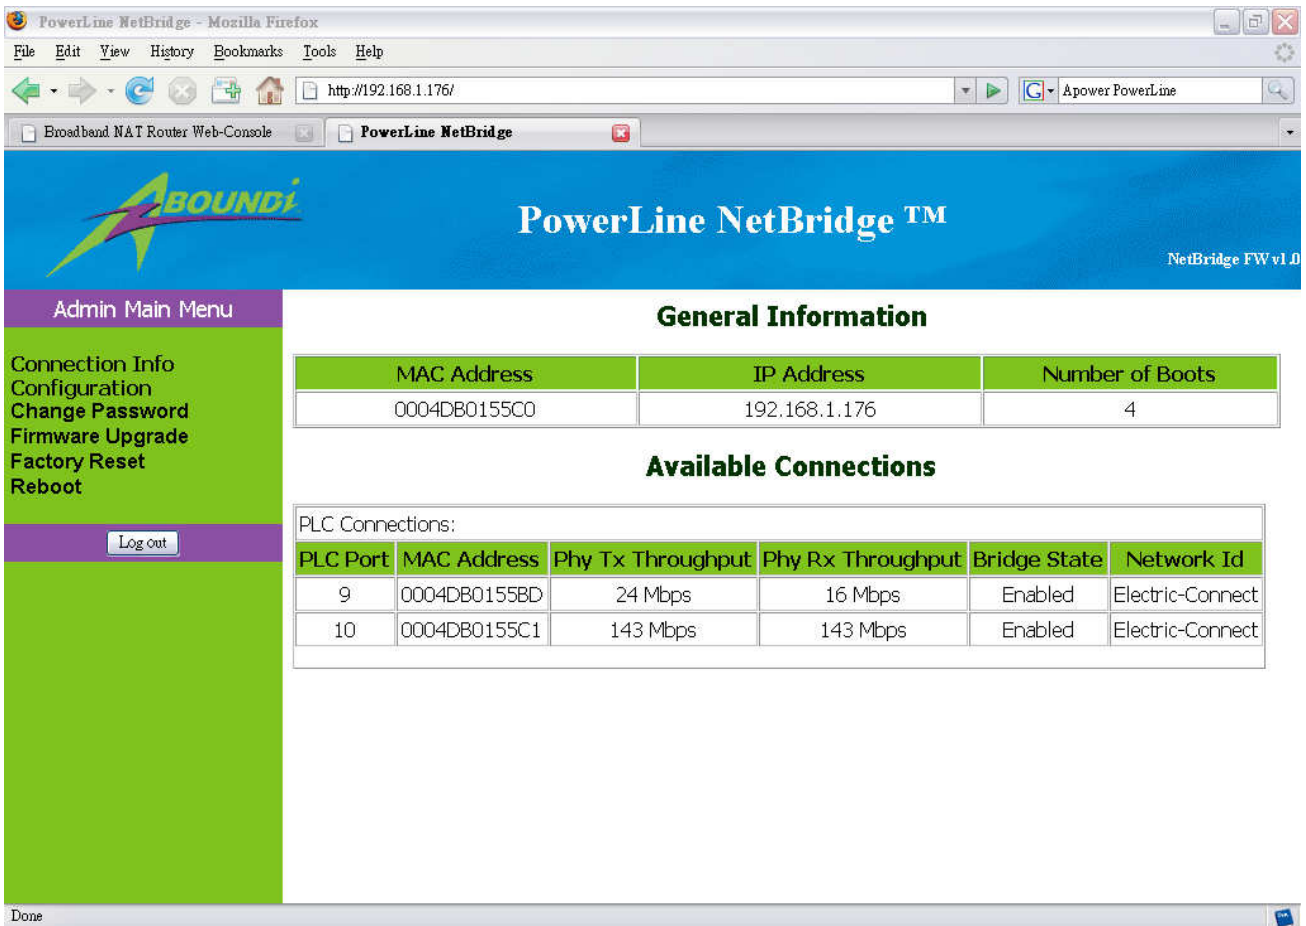 PowerLine NetBridge - Mozilla Firefox
File Edit View History Bookmarks Tools Help
http://192.168.1.176/ G Apower PowerLine
Broadband NAT Router Web-Console PowerLine NetBridge
ABOUNDi
PowerLine NetBridge ™
NetBridge FW v1.0
Admin Main Menu
Connection Info
Configuration
Change Password
Firmware Upgrade
Factory Reset
Reboot
Log out
General Information
MAC Address IP Address Number of Boots
0004DB0155C0 192.168.1.176 4
Available Connections
PLC Connections:
PLC Port MAC Address Phy Tx Throughput Phy Rx Throughput Bridge State Network Id
9 0004DB0155BD 24 Mbps 16 Mbps Enabled Electric-Connect
10 0004DB0155C1 143 Mbps 143 Mbps Enabled Electric-Connect
Done